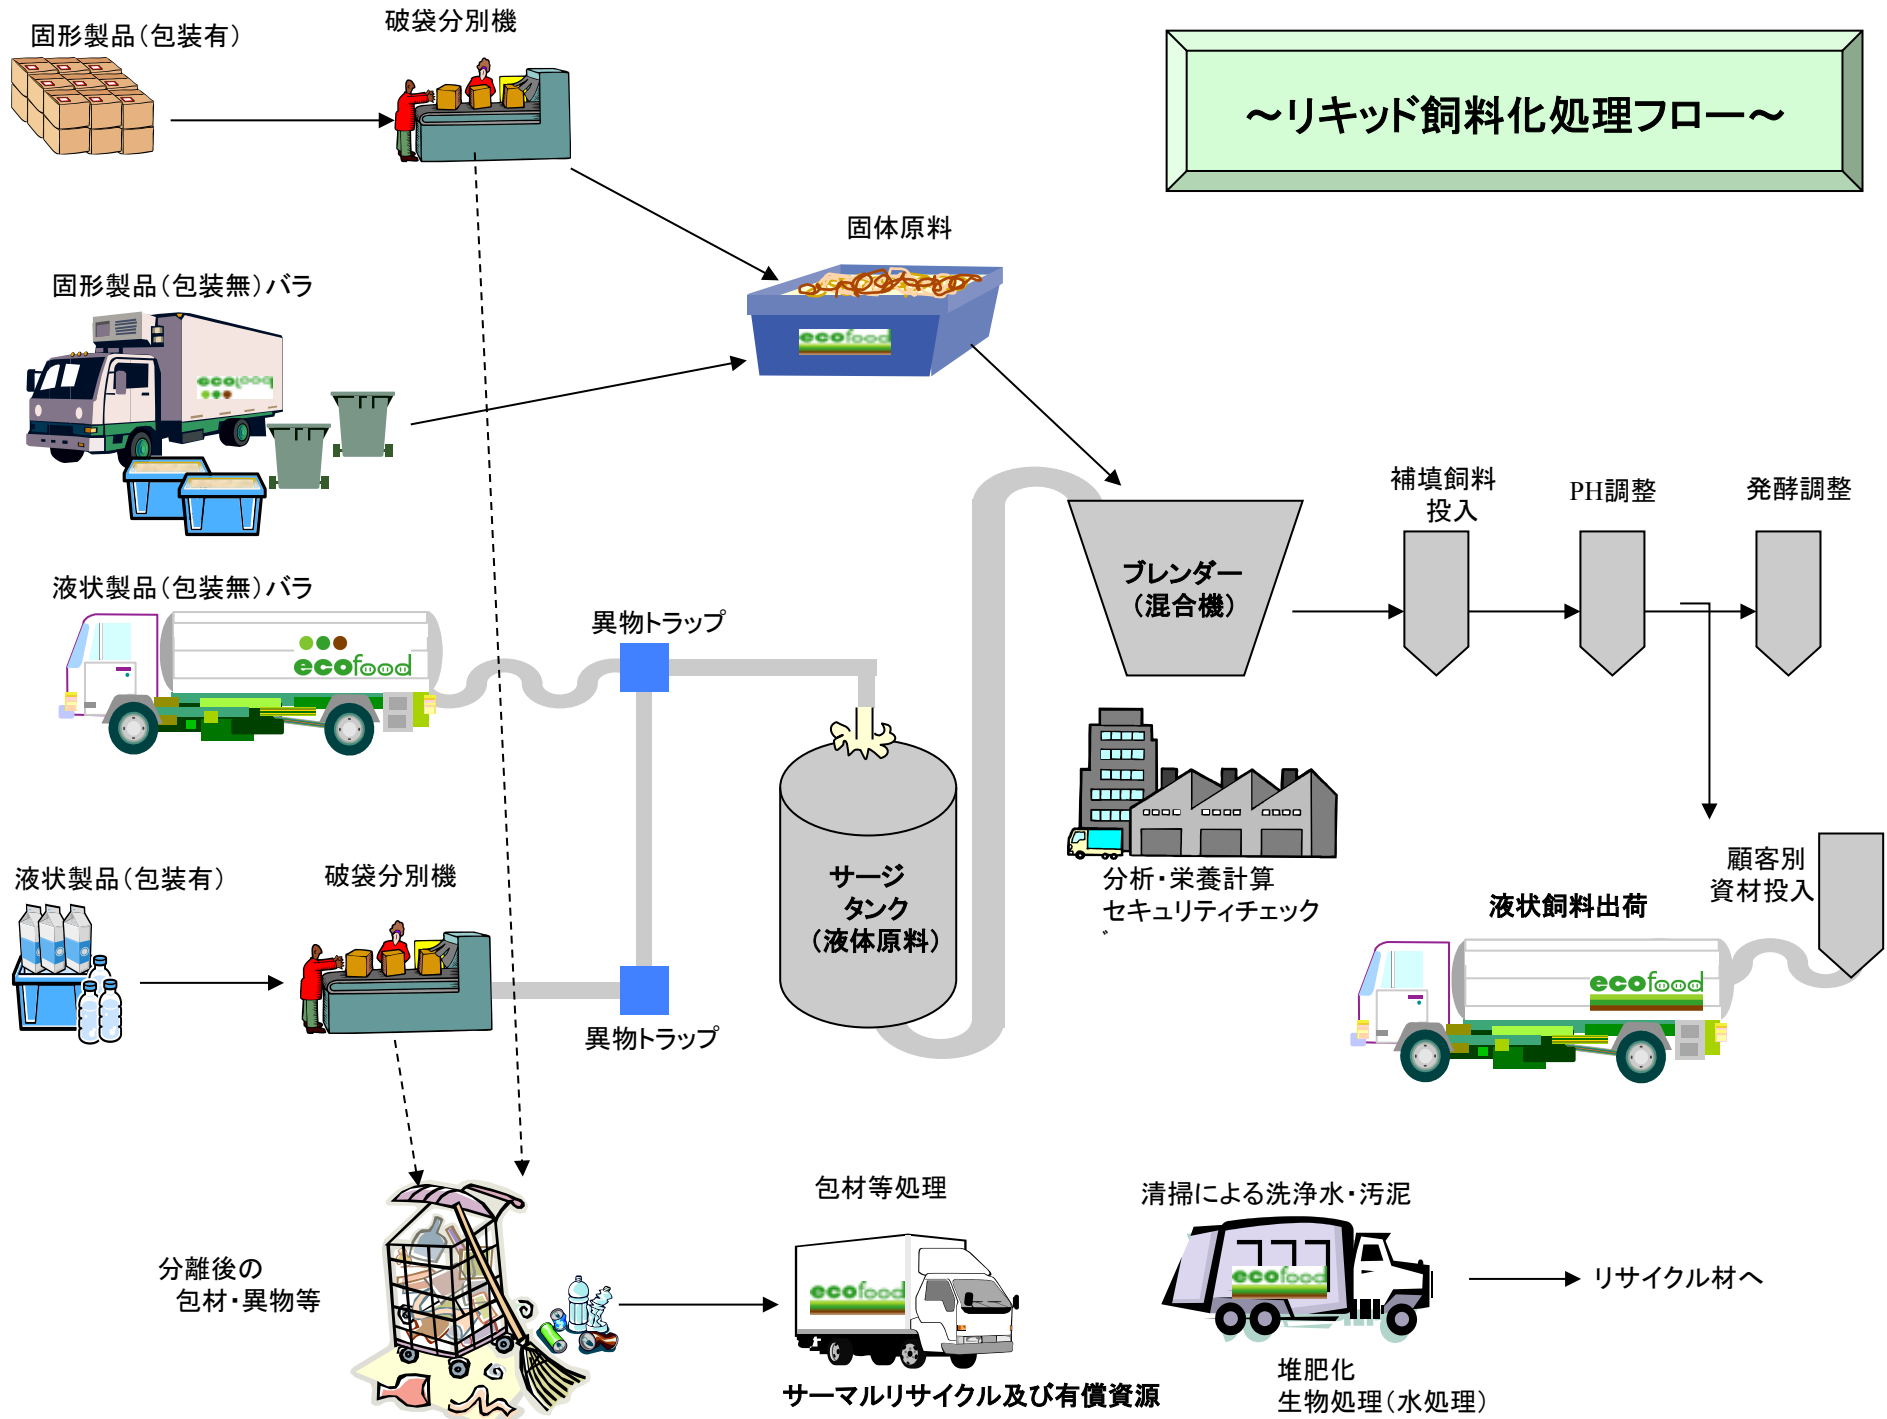 固形製品(包装有)
破袋分別機
~リキッド飼料化処理フロー~
固体原料
固形製品(包装無)バラ
ecofood
ecofood
補填飼料
投入
PH調整
発酵調整
ブレンダー
(混合機)
液状製品(包装無)バラ
ecofood
異物トラップ
サージ
タンク
(液体原料)
分析・栄養計算
セキュリティチェック
顧客別
資材投入
液状飼料出荷
ecofood
液状製品(包装有)
破袋分別機
異物トラップ
分離後の
包材・異物等
包材等処理
ecofood
サーマルリサイクル及び有償資源
清掃による洗浄水・汚泥
ecofood
リサイクル材へ
堆肥化
生物処理(水処理)